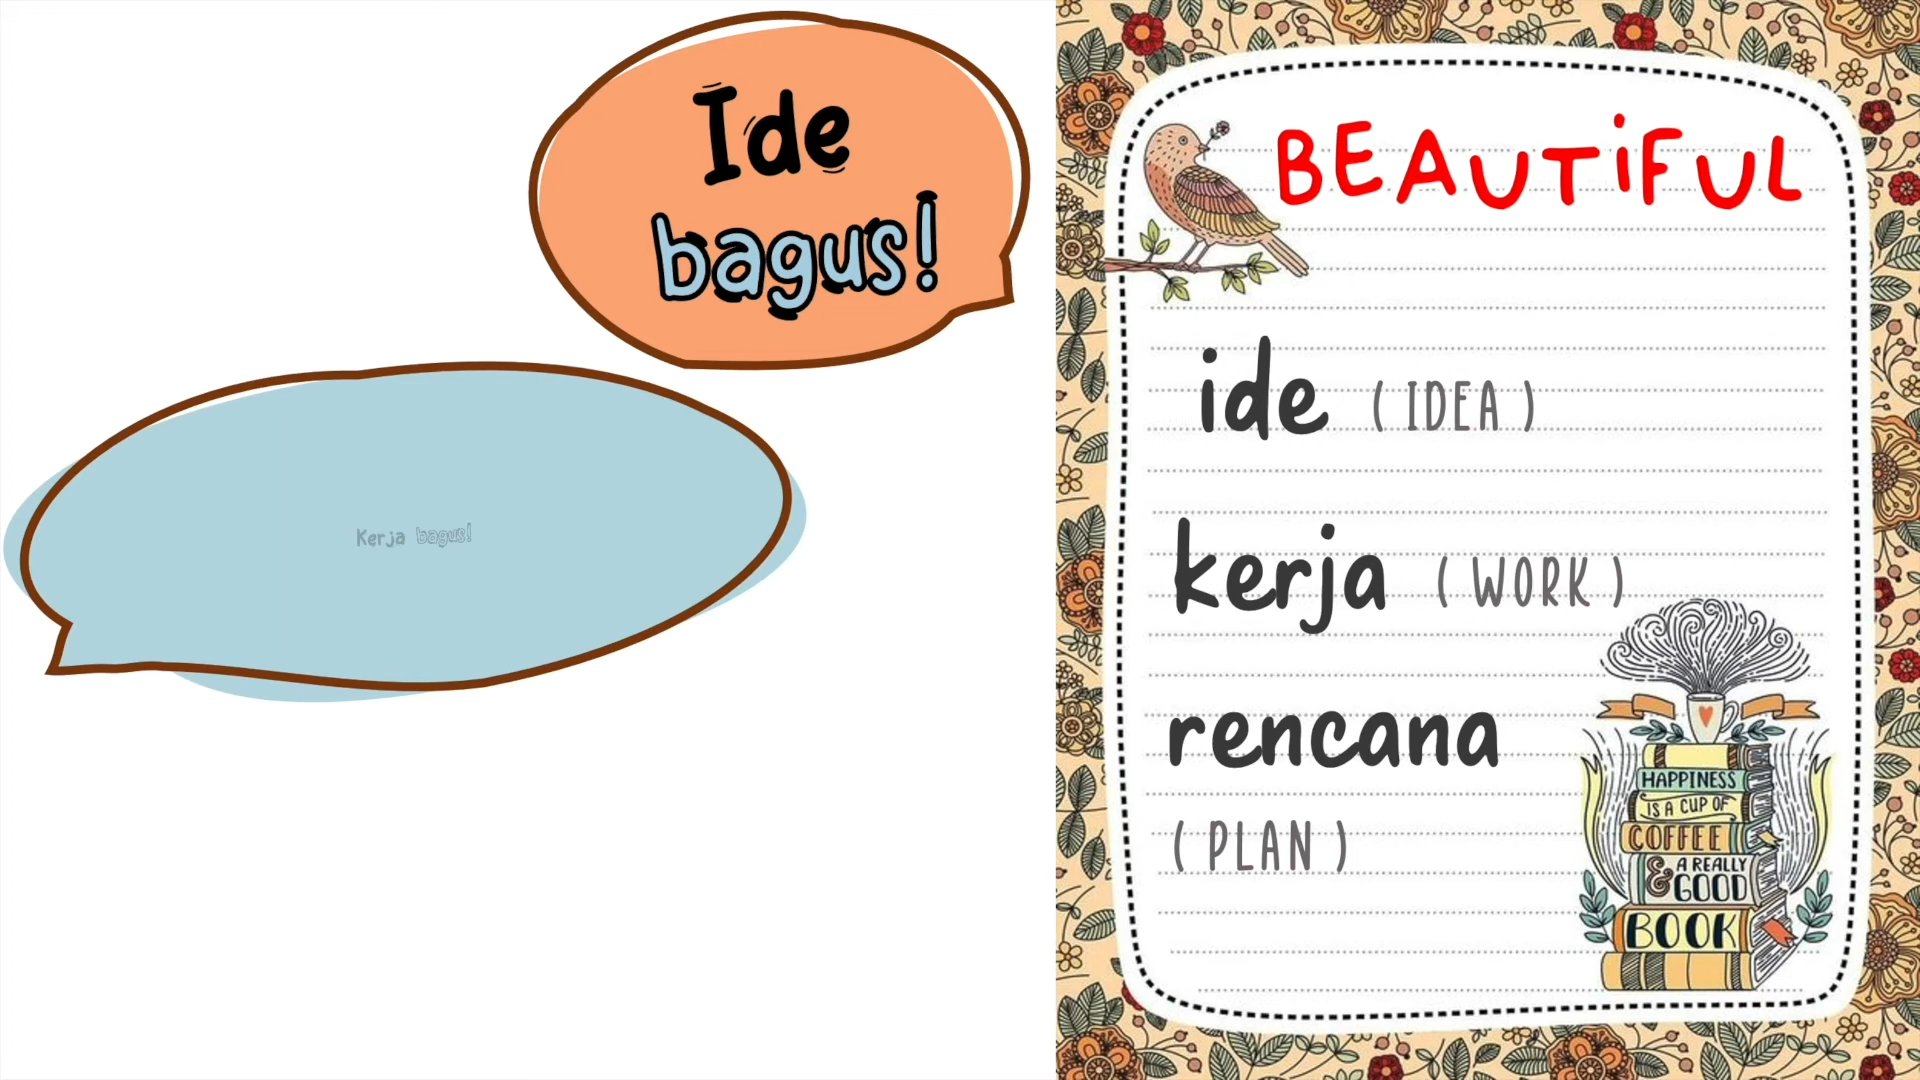 Ide
bagus!
Kerja bagus!
BEAUTiFUL
ide ( IDEA )
kerja ( WORK )
rencana
( PLAN )
HAPPINESS
IS A CUP OF
COFFEE
& A REALLY
GOOD
BOOK